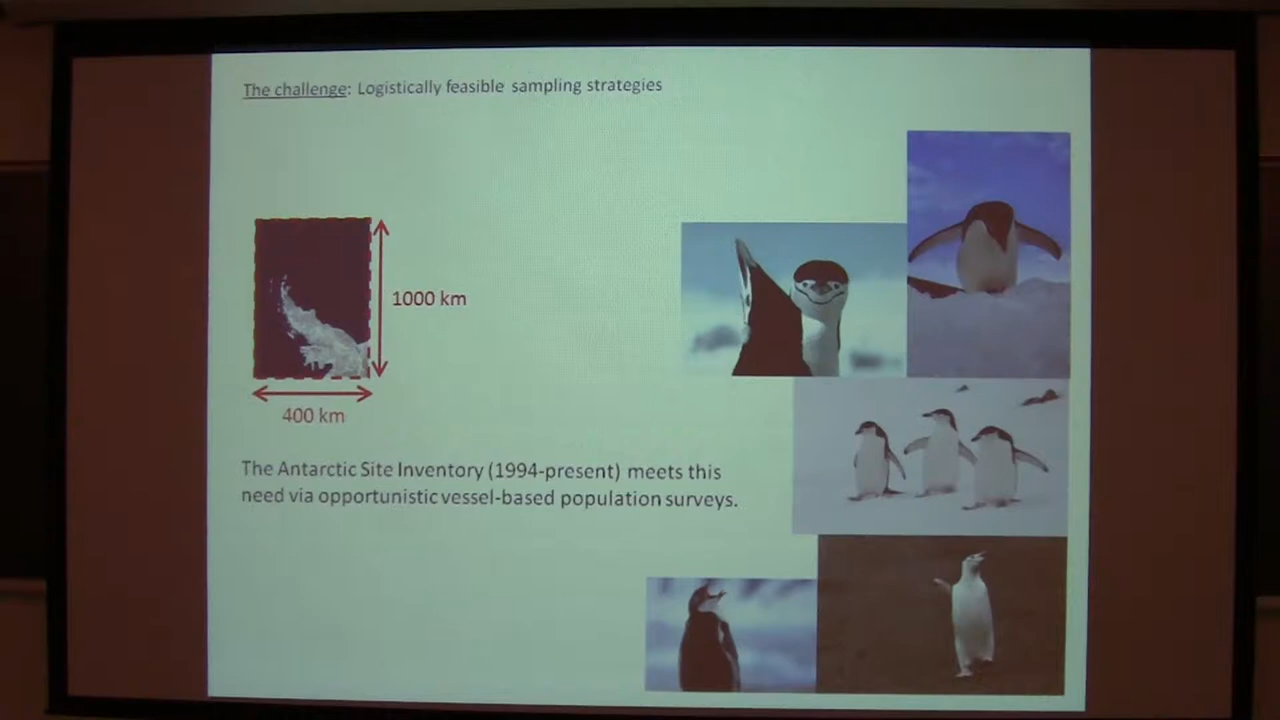 The challenge: Logistically feasible sampling strategies
1000 km
400 km
The Antarctic Site Inventory (1994-present) meets this
need via opportunistic vessel-based population surveys.